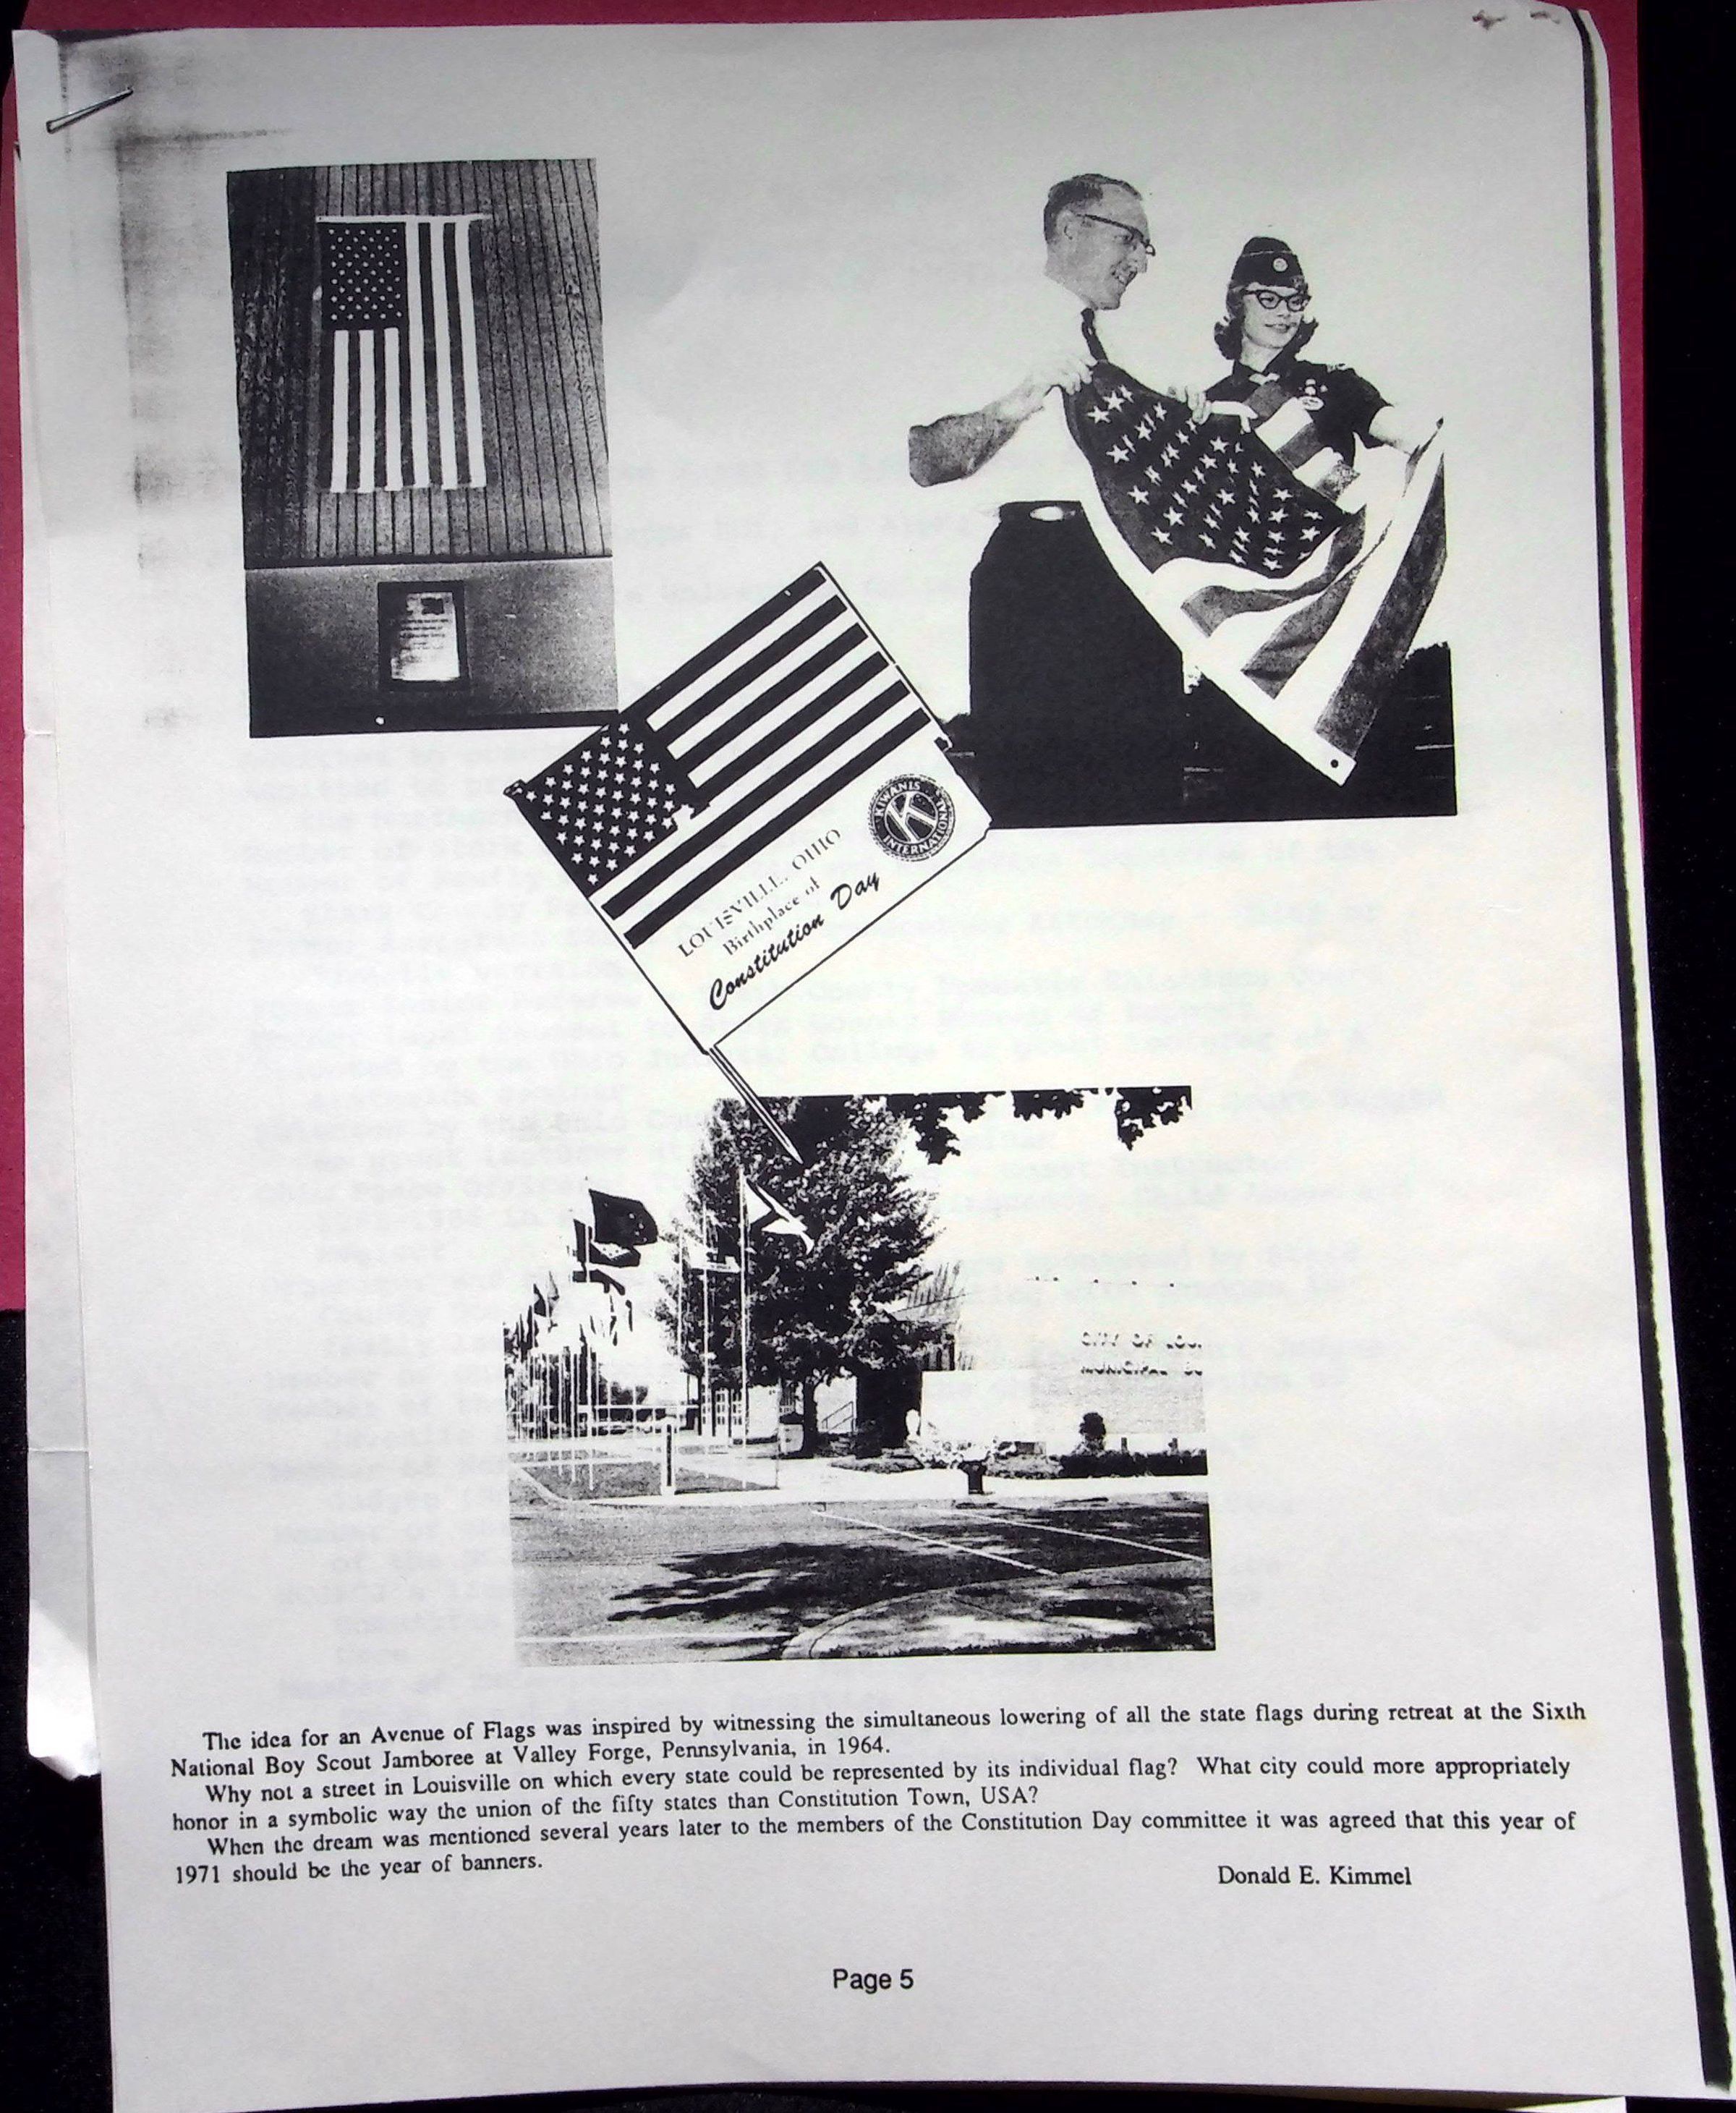 KIWANIS
K
INTERNATIONAL
LOUISVILLE, OHIO
Birthplace of
Constitution Day
CITY OF LOU
MUNICIPAL
The idea for an Avenue of Flags was inspired by witnessing the simultaneous lowering of all the state flags during retreat at the Sixth
National Boy Scout Jamboree at Valley Forge, Pennsylvania, in 1964.
Why not a street in Louisville on which every state could be represented by its individual flag? What city could more appropriately
honor in a symbolic way the union of the fifty states than Constitution Town, USA?
When the dream was mentioned several years later to the members of the Constitution Day committee it was agreed that this year of
1971 should be the year of banners.
Donald E. Kimmel
Page 5